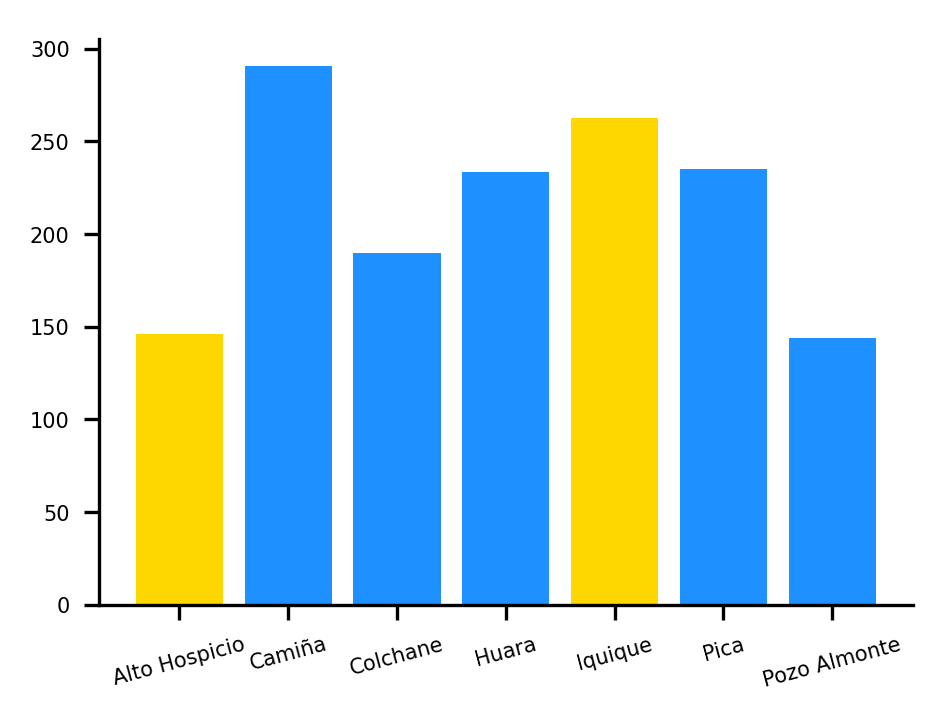 300
250
200
150
100
50
0
Alto Hospicio
Camiña
Colchane
Huara
Iquique
Pica
Pozo Almonte